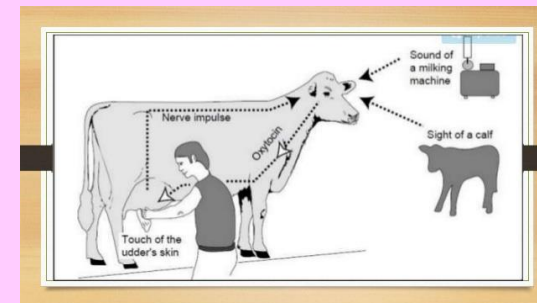 Sound of
a milking
machine
Nerve impulse
Oxytocin
Sight of a calf
Touch of the
udder's skin